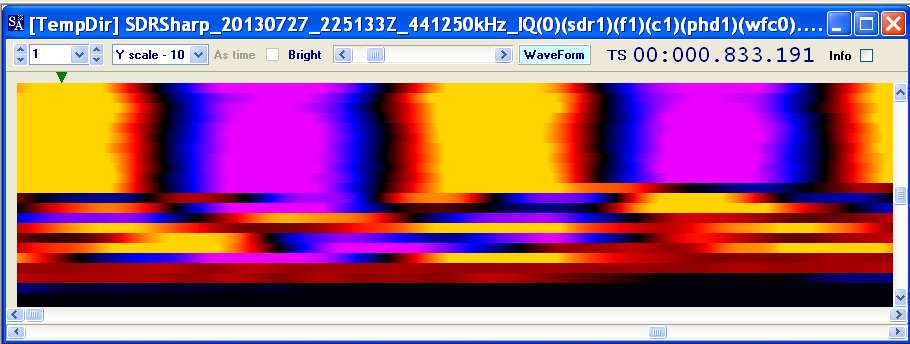 SA [TempDir] SDRSharp_20130727_225133Z_441250kHz_IQ(0)(sdr1)(f1)(c1)(phd1)(wfc0)....
1 Y scale - 10 As time Bright WaveForm TS 00:000.833.191 Info